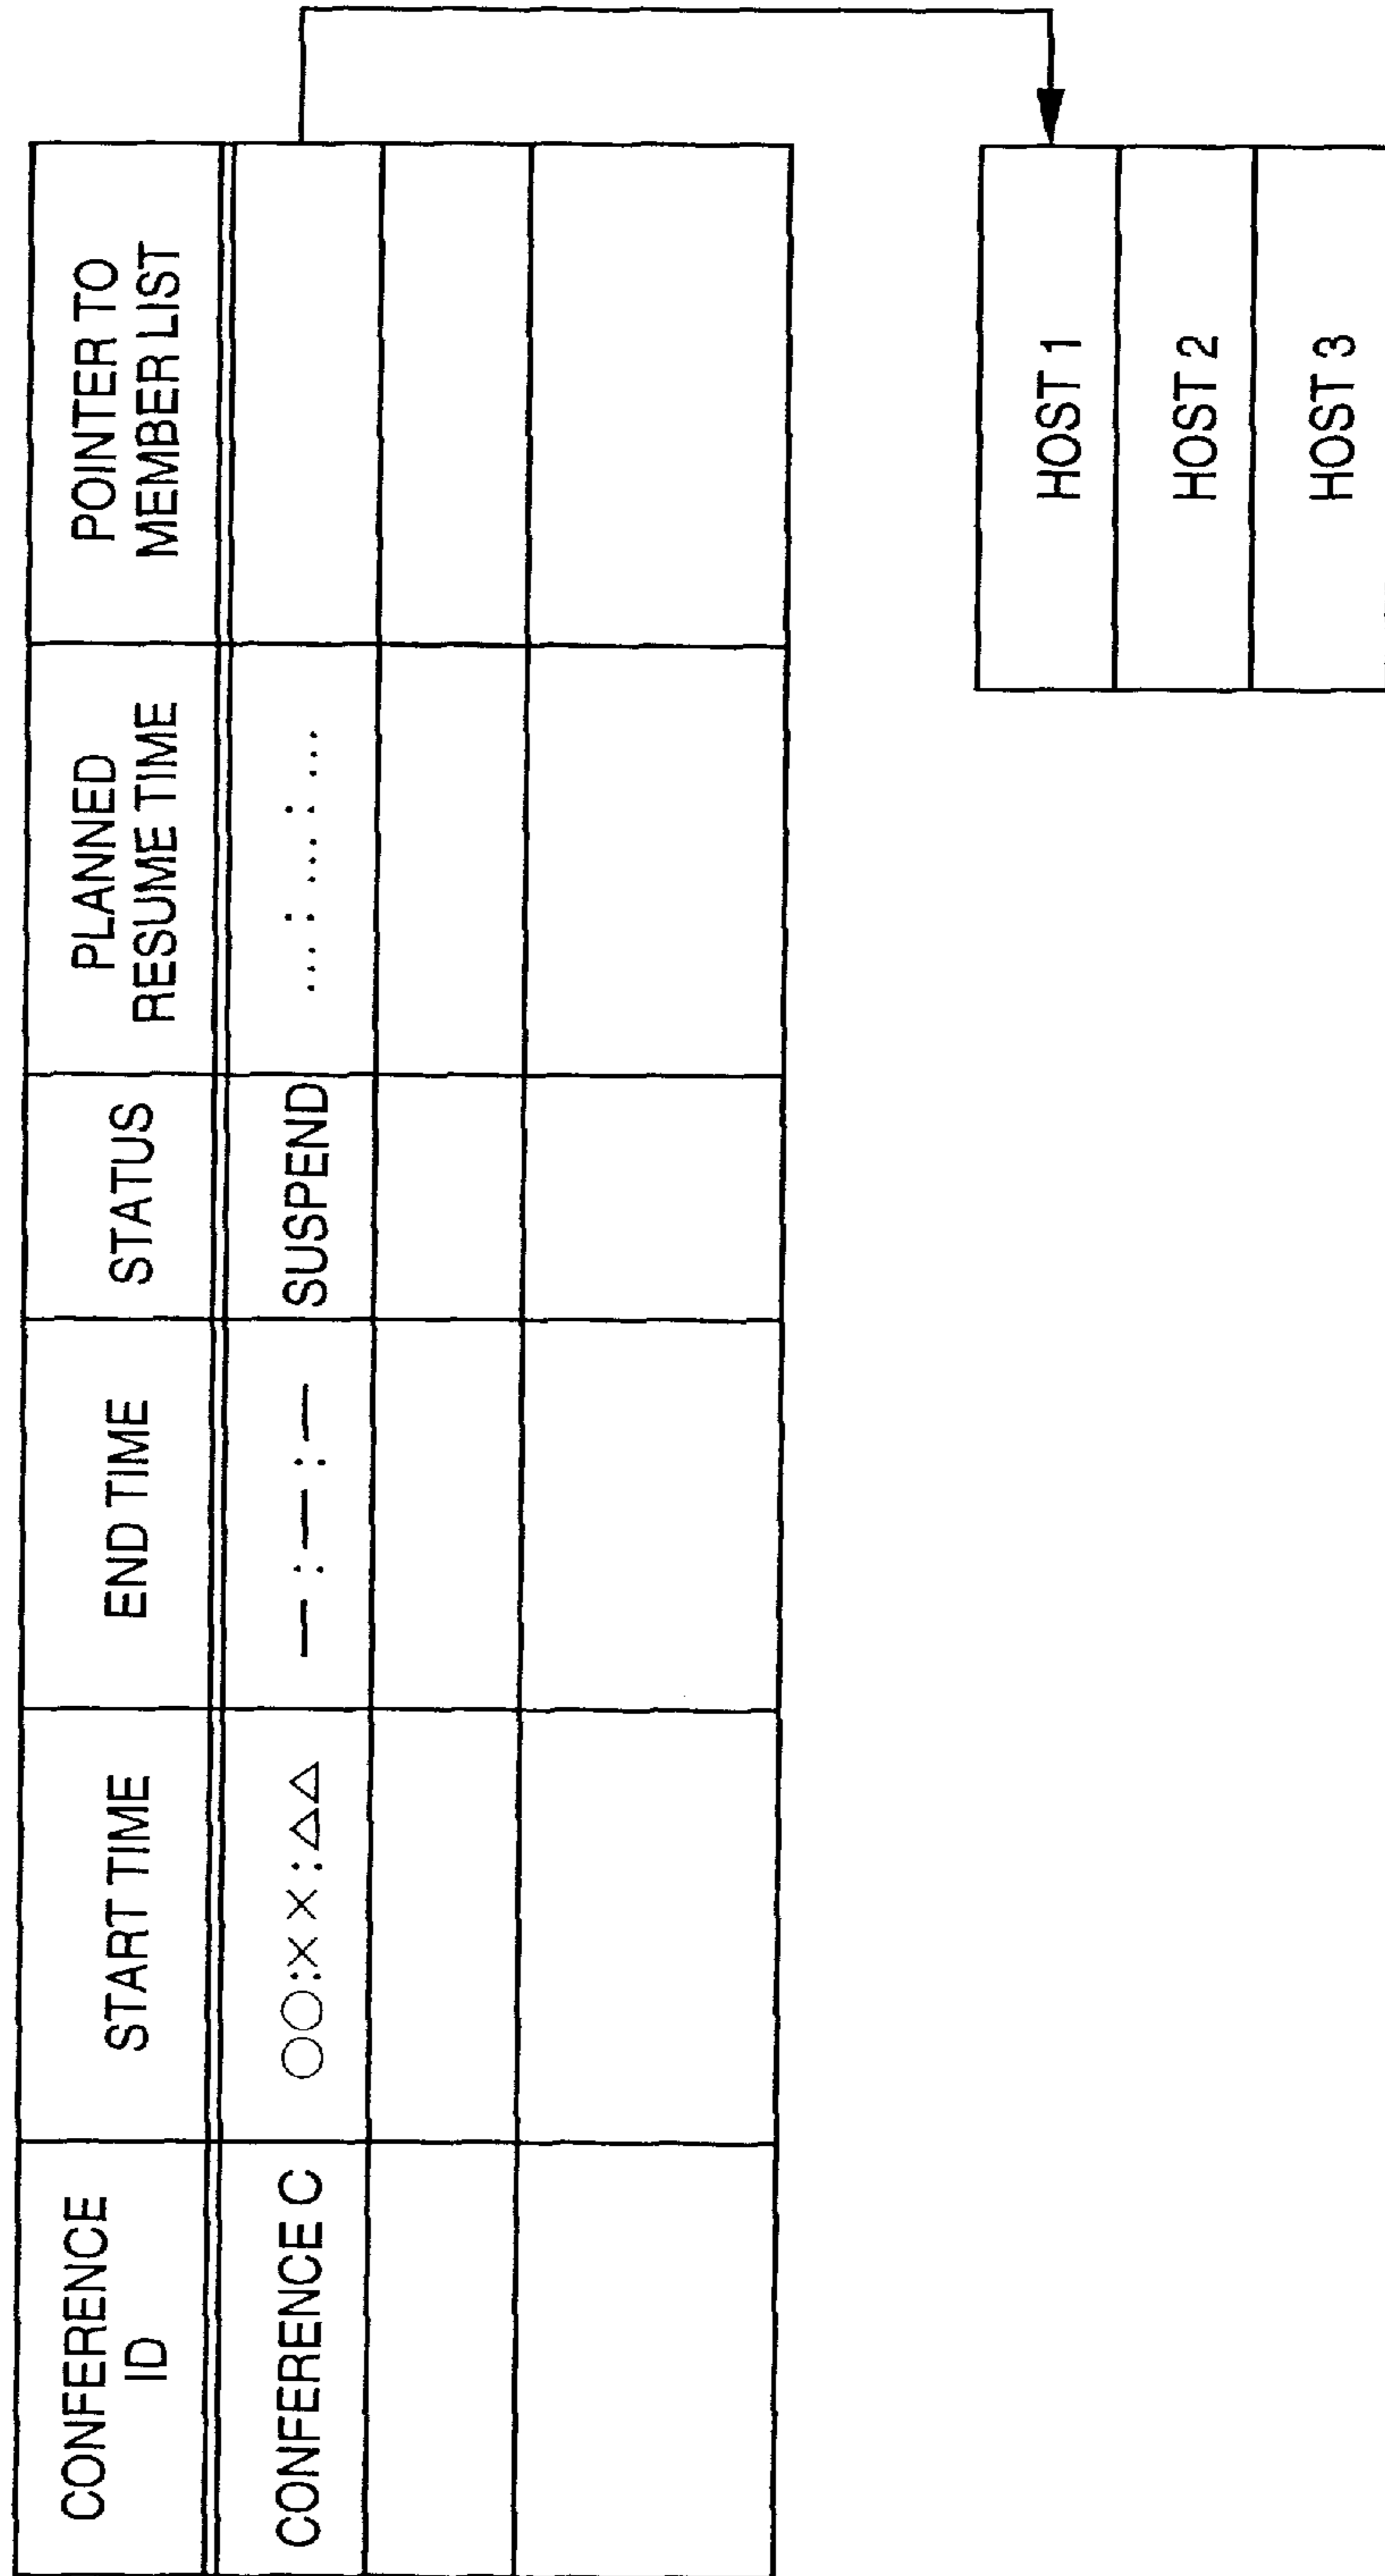 CONFERENCE
ID
START TIME
END TIME
STATUS
PLANNED
RESUME TIME
POINTER TO
MEMBER LIST
CONFERENCE C
○○:××:△△
—:—:—
SUSPEND
...:...:...
HOST 1
HOST 2
HOST 3